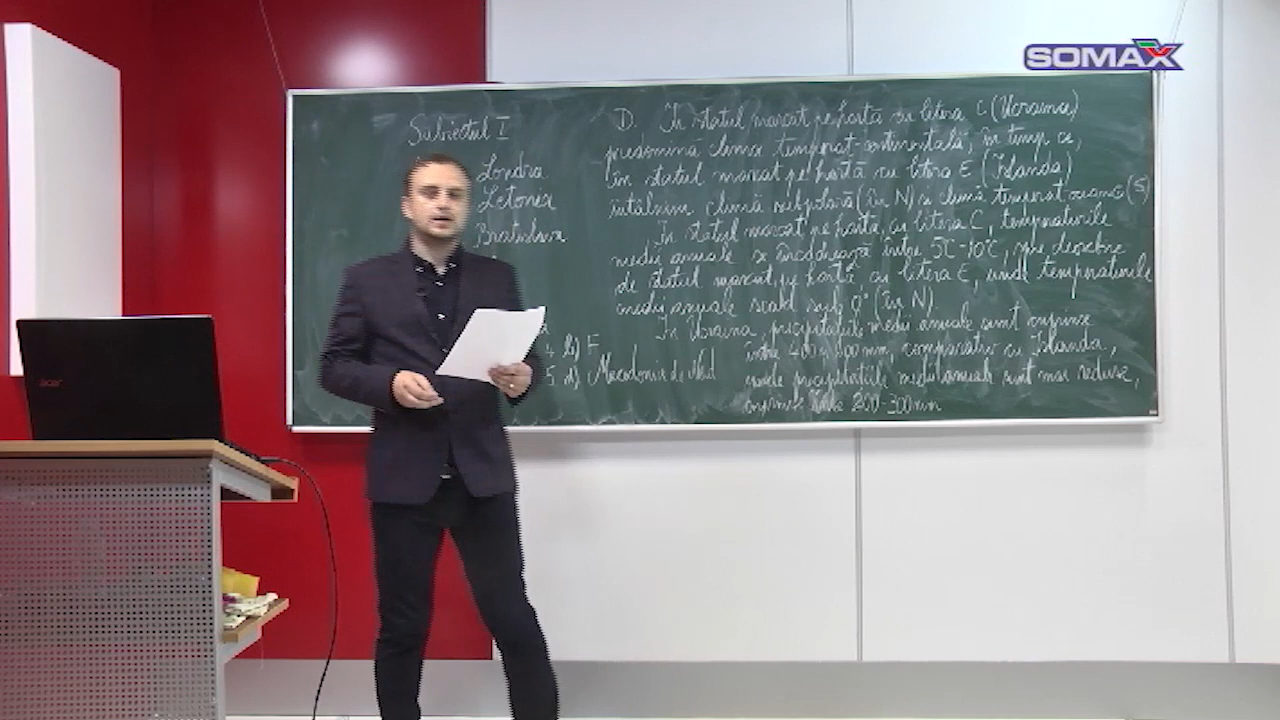 SOMAX
Subiectul I
Londra
Letonia
Bratislava
4 b) F
5. d) Macedonia de Nord
D. În statul marcat pe hartă cu litera C (Ucraina)
predomină clima temperat-continentală, în timp ce,
în statul marcat pe hartă cu litera E (Islanda)
întâlnim climă subpolară (în N) și climă temperat oceanic (S)
În statul marcat pe hartă, cu litera C, temperaturile
medii anuale se încadrează între 5°C-10°C, spre deosebire
de statul marcat, pe hartă, cu litera E, unde temperaturile
medii anuale scad sub 0° (în N).
În Ucraina, precipitațiile medii anuale sunt cuprinse
între 400 800 mm, comparativ cu Islanda,
unde precipitațiile medii anuale sunt mai reduse,
cuprinse între 200-300 mm
acer